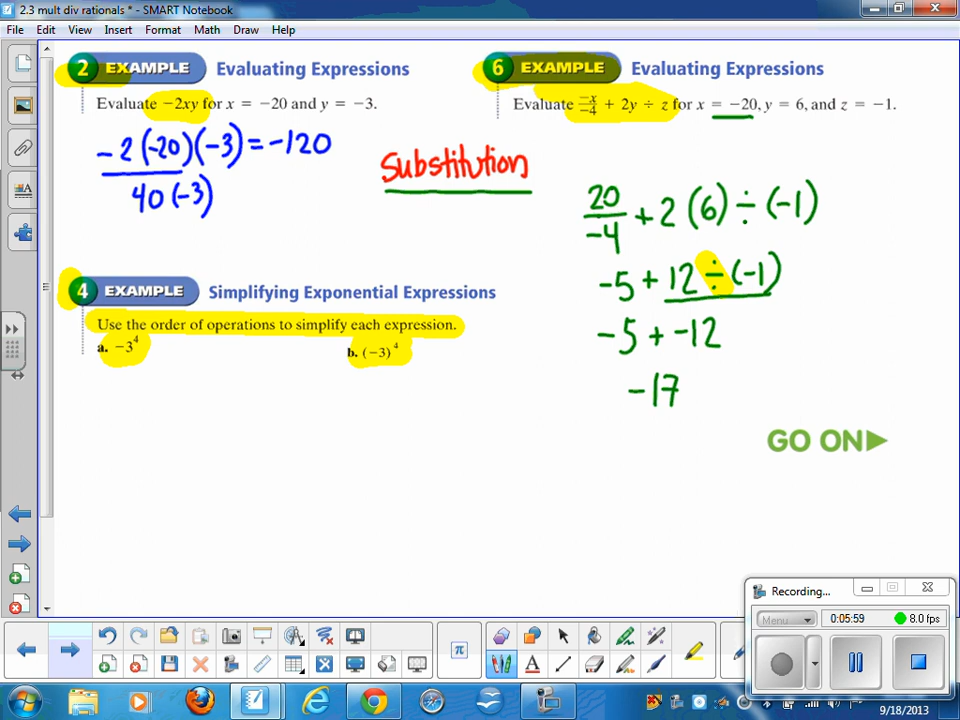 2.3 mult div rationals * - SMART Notebook
File Edit View Insert Format Math Draw Help
2 EXAMPLE Evaluating Expressions
Evaluate −2xy for x = −20 and y = −3.
-2(-20)(-3)=-120
40(-3)
Substitution
6 EXAMPLE Evaluating Expressions
Evaluate −x/−4 + 2y ÷ z for x = −20, y = 6, and z = −1.
20/-4 + 2(6) ÷ (-1)
-5 + 12 ÷ (-1)
-5 + -12
-17
4 EXAMPLE Simplifying Exponential Expressions
Use the order of operations to simplify each expression.
a. −3⁴ b. (−3)⁴
GO ON
Recording...
Menu 0:05:59 8.0 fps
π
A
9/18/2013